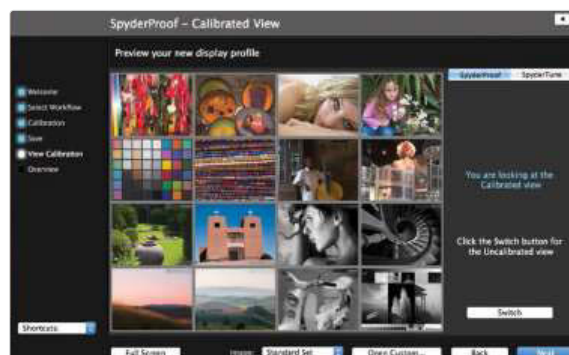 SpyderProof – Calibrated View
Preview your new display profile
Welcome
Select Workflow
Calibration
Save
View Calibration
Overview
SpyderProof
SpyderTune
You are looking at the
Calibrated view
Click the Switch button for
the Uncalibrated view
Switch
Shortcuts
Full Screen
Image:
Standard Set
Open Custom...
Back
Next